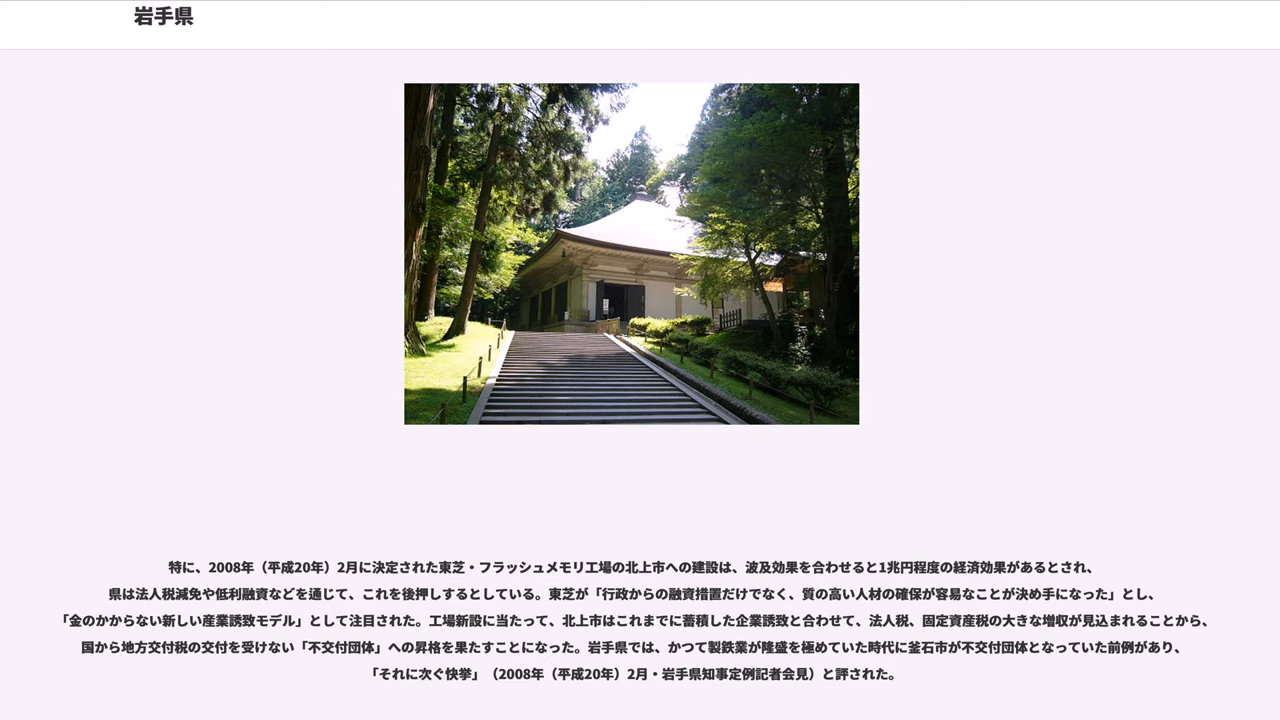 岩手県
特に、2008年（平成20年）2月に決定された東芝・フラッシュメモリ工場の北上市への建設は、波及効果を合わせると1兆円程度の経済効果があるとされ、
県は法人税減免や低利融資などを通じて、これを後押しするとしている。東芝が「行政からの融資措置だけでなく、質の高い人材の確保が容易なことが決め手になった」とし、
「金のかからない新しい産業誘致モデル」として注目された。工場新設に当たって、北上市はこれまでに蓄積した企業誘致と合わせて、法人税、固定資産税の大きな増収が見込まれることから、
国から地方交付税の交付を受けない「不交付団体」への昇格を果たすことになった。岩手県では、かつて製鉄業が隆盛を極めていた時代に釜石市が不交付団体となっていた前例があり、
「それに次ぐ快挙」（2008年（平成20年）2月・岩手県知事定例記者会見）と評された。